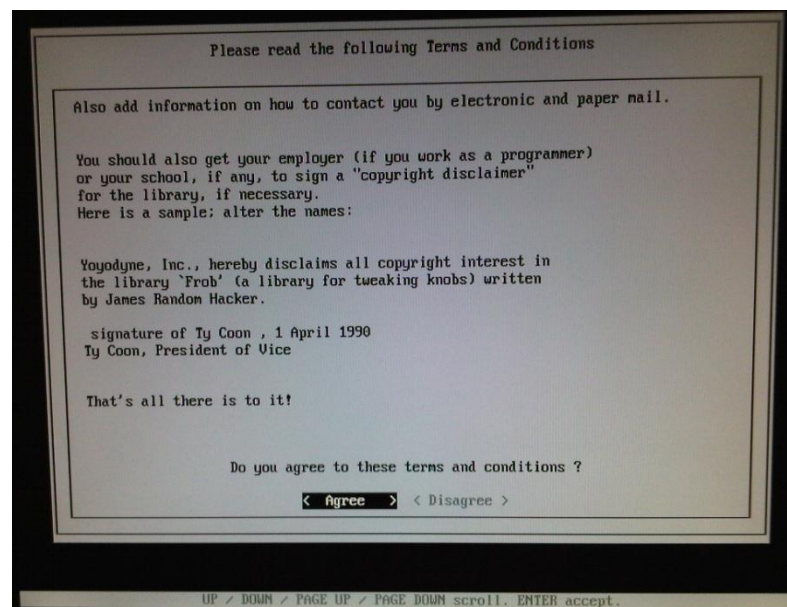 Please read the following Terms and Conditions
Also add information on how to contact you by electronic and paper mail.
You should also get your employer (if you work as a programmer)
or your school, if any, to sign a "copyright disclaimer"
for the library, if necessary.
Here is a sample; alter the names:
Yoyodyne, Inc., hereby disclaims all copyright interest in
the library `Frob' (a library for tweaking knobs) written
by James Random Hacker.
signature of Ty Coon , 1 April 1990
Ty Coon, President of Vice
That's all there is to it!
Do you agree to these terms and conditions ?
< Agree > < Disagree >
UP / DOWN / PAGE UP / PAGE DOWN scroll. ENTER accept.